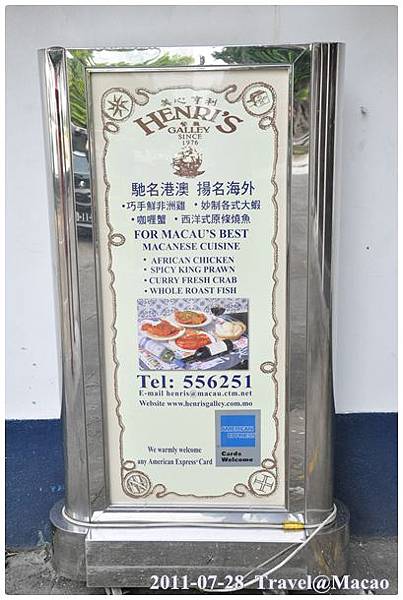 美心亨利
HENRI'S
餐廳
GALLEY
SINCE
1976
馳名港澳 揚名海外
•巧手鮮非洲雞 •妙制各式大蝦
•咖喱蟹 •西洋式原條燒魚
FOR MACAU'S BEST
MACANESE CUISINE
• AFRICAN CHICKEN
• SPICY KING PRAWN
• CURRY FRESH CRAB
• WHOLE ROAST FISH
Tel: 556251
E-mail henris@macau.ctm.net
Website www.henrisgalley.com.mo
AMERICAN
EXPRESS
Cards
Welcome
We warmly welcome
any American Express® Card
2011-07-28 Travel@Macao